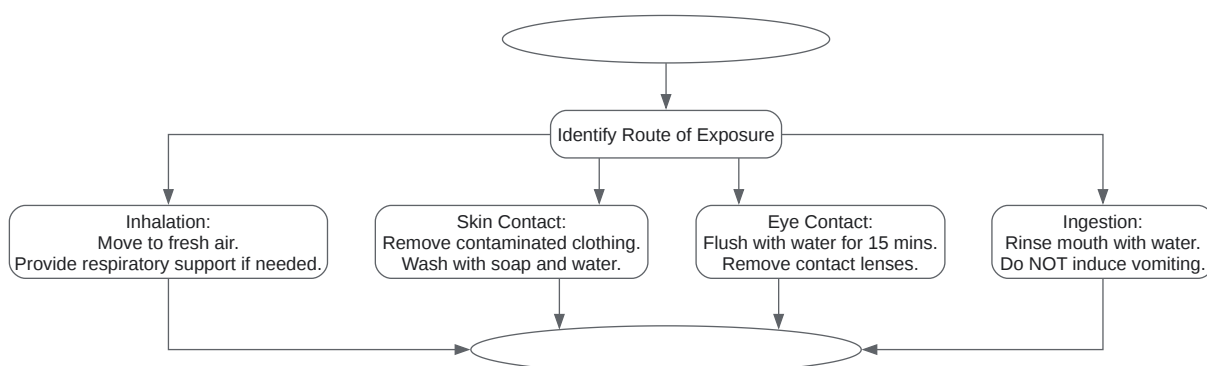 Identify Route of Exposure
Inhalation:
Move to fresh air.
Provide respiratory support if needed.
Skin Contact:
Remove contaminated clothing.
Wash with soap and water.
Eye Contact:
Flush with water for 15 mins.
Remove contact lenses.
Ingestion:
Rinse mouth with water.
Do NOT induce vomiting.